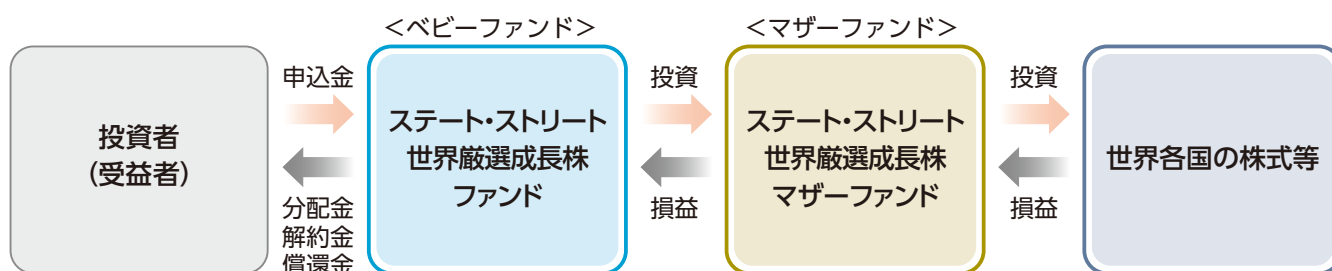 ＜ベビーファンド＞
＜マザーファンド＞
投資者
（受益者）
申込金
分配金
解約金
償還金
ステート・ストリート
世界厳選成長株
ファンド
投資
損益
ステート・ストリート
世界厳選成長株
マザーファンド
投資
損益
世界各国の株式等